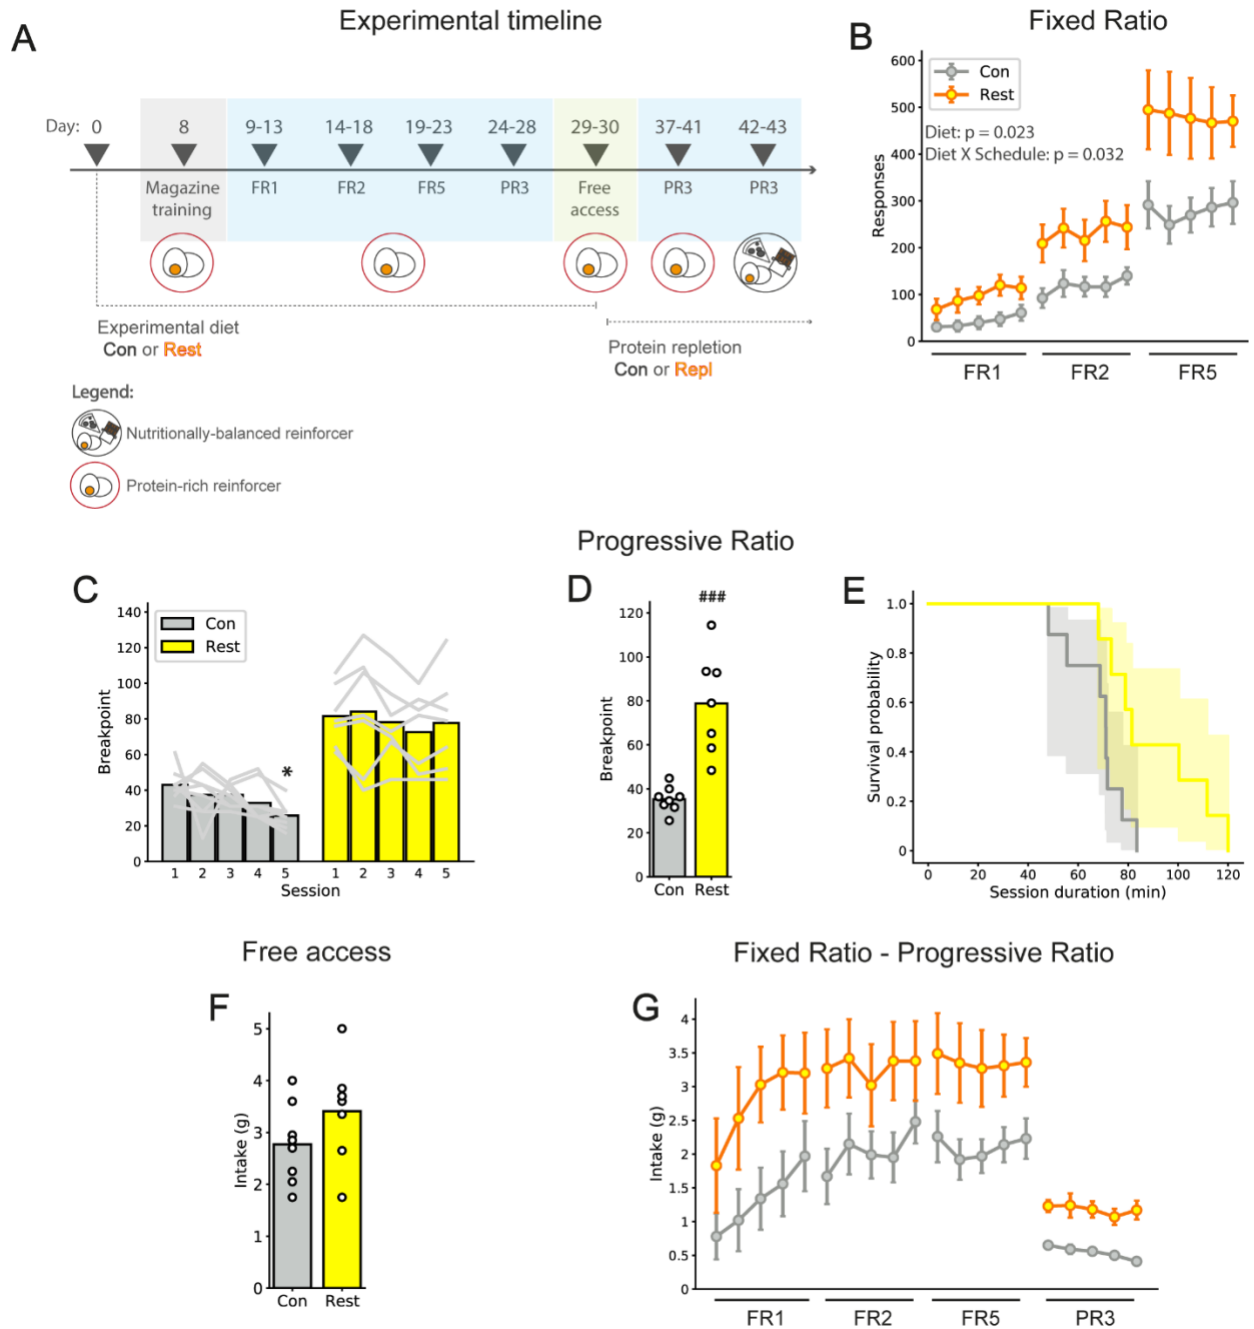 Experimental timeline
A
Day: 0 8 9-13 14-18 19-23 24-28 29-30 37-41 42-43
Magazine training FR1 FR2 FR5 PR3 Free access PR3 PR3
Experimental diet
Con or Rest
Protein repletion
Con or Repl
Legend:
Nutritionally-balanced reinforcer
Protein-rich reinforcer
Fixed Ratio
B
Con
Rest
Diet: p = 0.023
Diet X Schedule: p = 0.032
Responses
600
500
400
300
200
100
0
FR1 FR2 FR5
Progressive Ratio
C
Con
Rest
Breakpoint
140
120
100
80
60
40
20
0
*
1 2 3 4 5 1 2 3 4 5
Session
D
###
Breakpoint
120
100
80
60
40
20
0
Con Rest
E
Survival probability
1.0
0.8
0.6
0.4
0.2
0
0 20 40 60 80 100 120
Session duration (min)
Free access
F
Intake (g)
5
4
3
2
1
0
Con Rest
Fixed Ratio - Progressive Ratio
G
Intake (g)
4
3.5
3
2.5
2
1.5
1
0.5
0
FR1 FR2 FR5 PR3